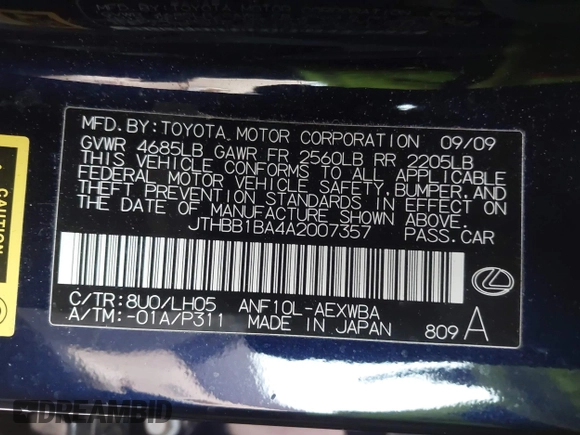 MFD.BY:TOYOTA MOTOR CORPORATION 09/09
GVWR 4685LB GAWR FR 2560LB RR 2205LB
THIS VEHICLE CONFORMS TO ALL APPLICABLE
FEDERAL MOTOR VEHICLE SAFETY, BUMPER, AND
THEFT PREVENTION STANDARDS IN EFFECT ON
THE DATE OF MANUFACTURE SHOWN ABOVE.
JTHBB1BA4A2007357 PASS.CAR
C/TR:8U0/LH05 ANF10L-AEXWBA
A/TM:-01A/P311 MADE IN JAPAN 809 A
CAUTION
DREAMBID